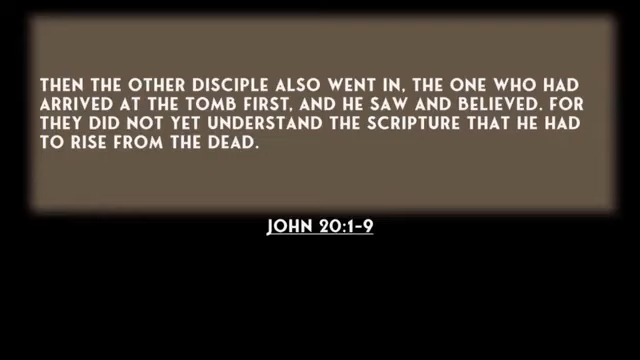 THEN THE OTHER DISCIPLE ALSO WENT IN, THE ONE WHO HAD
ARRIVED AT THE TOMB FIRST, AND HE SAW AND BELIEVED. FOR
THEY DID NOT YET UNDERSTAND THE SCRIPTURE THAT HE HAD
TO RISE FROM THE DEAD.
JOHN 20:1-9